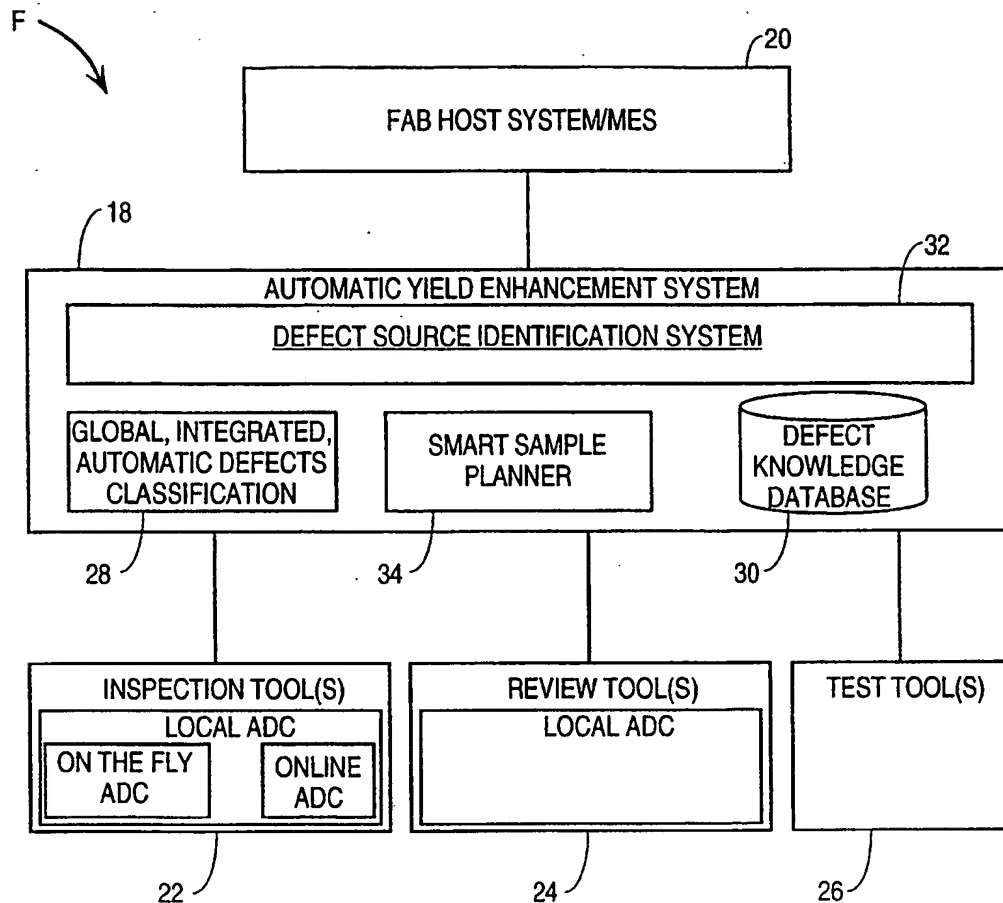 F
20
FAB HOST SYSTEM/MES
18
32
AUTOMATIC YIELD ENHANCEMENT SYSTEM
DEFECT SOURCE IDENTIFICATION SYSTEM
GLOBAL, INTEGRATED,
AUTOMATIC DEFECTS
CLASSIFICATION
SMART SAMPLE
PLANNER
DEFECT
KNOWLEDGE
DATABASE
28
34
30
INSPECTION TOOL(S)
LOCAL ADC
ON THE FLY
ADC
ONLINE
ADC
REVIEW TOOL(S)
LOCAL ADC
TEST TOOL(S)
22
24
26